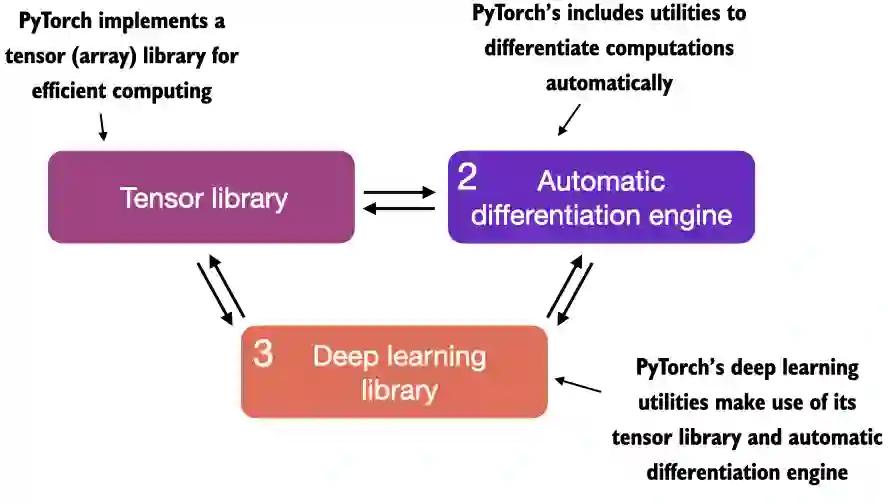 PyTorch implements a
tensor (array) library for
efficient computing
PyTorch's includes utilities to
differentiate computations
automatically
Tensor library
2
Automatic
differentiation engine
3
Deep learning
library
PyTorch's deep learning
utilities make use of its
tensor library and automatic
differentiation engine